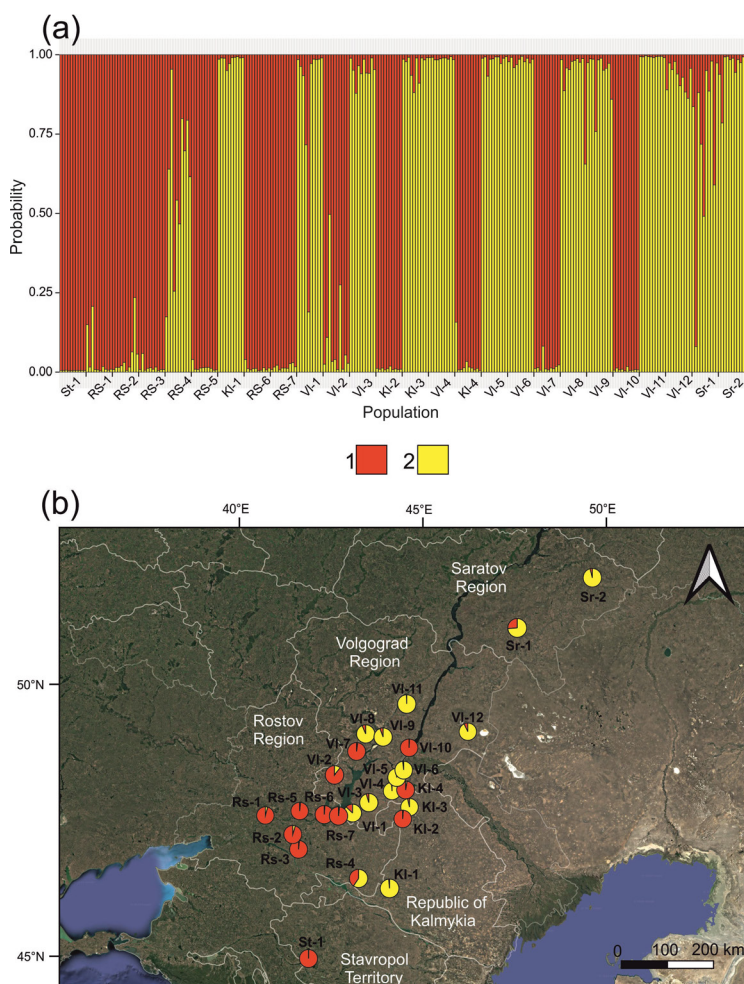 (a)
1.00
0.75
0.50
0.25
0.00
Probability
St-1 RS-1 RS-2 RS-3 RS-4 RS-5 Kl-1 RS-6 RS-7 Vl-1 Vl-2 Vl-3 Kl-2 Kl-3 Vl-4 Kl-4 Vl-5 Vl-6 Vl-7 Vl-8 Vl-9 Vl-10 Vl-11 Vl-12 Sr-1 Sr-2
Population
1 2
(b)
40°E 45°E 50°E
Saratov
Region
Sr-2
Sr-1
Volgograd
Region
50°N
Vl-11
Rostov
Region
Vl-8
Vl-9
Vl-12
Vl-7
Vl-10
Vl-2
Vl-5
Vl-6
Vl-4
Vl-3
Kl-4
Rs-1
Rs-5
Rs-6
Kl-3
Rs-2
Rs-7
Vl-1
Kl-2
Rs-3
Rs-4
Kl-1
Republic of
Kalmykia
St-1
45°N
Stavropol
Territory
0 100 200 km